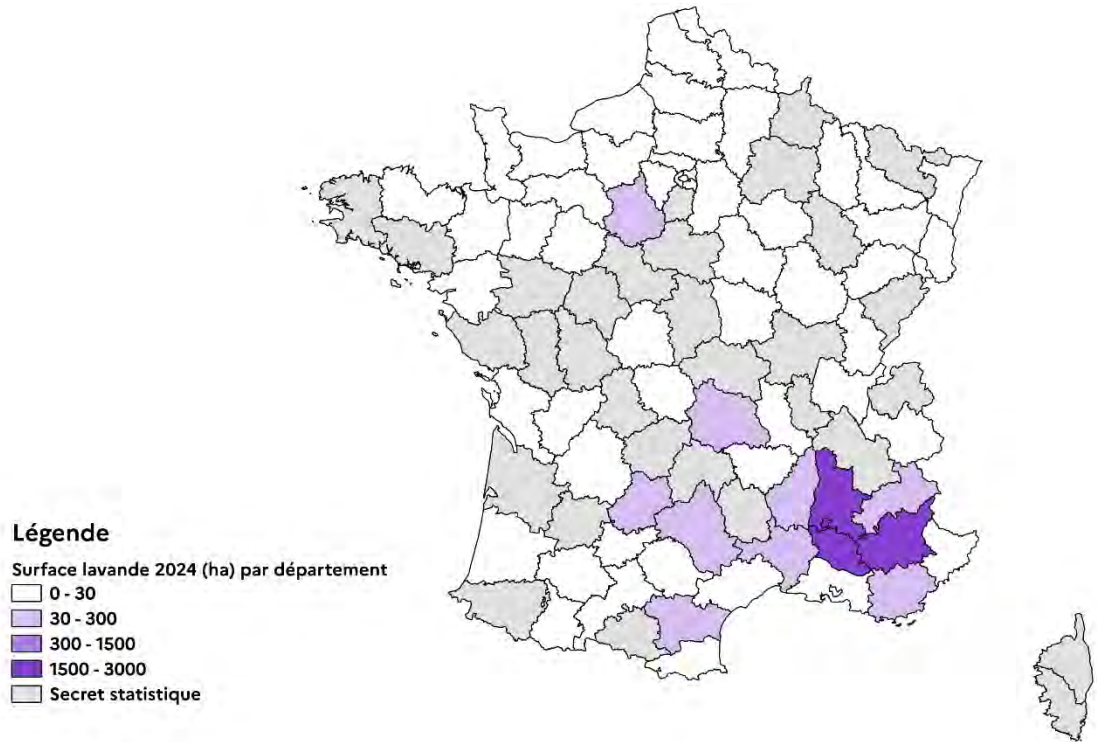 Légende
Surface lavande 2024 (ha) par département
0 - 30
30 - 300
300 - 1500
1500 - 3000
Secret statistique